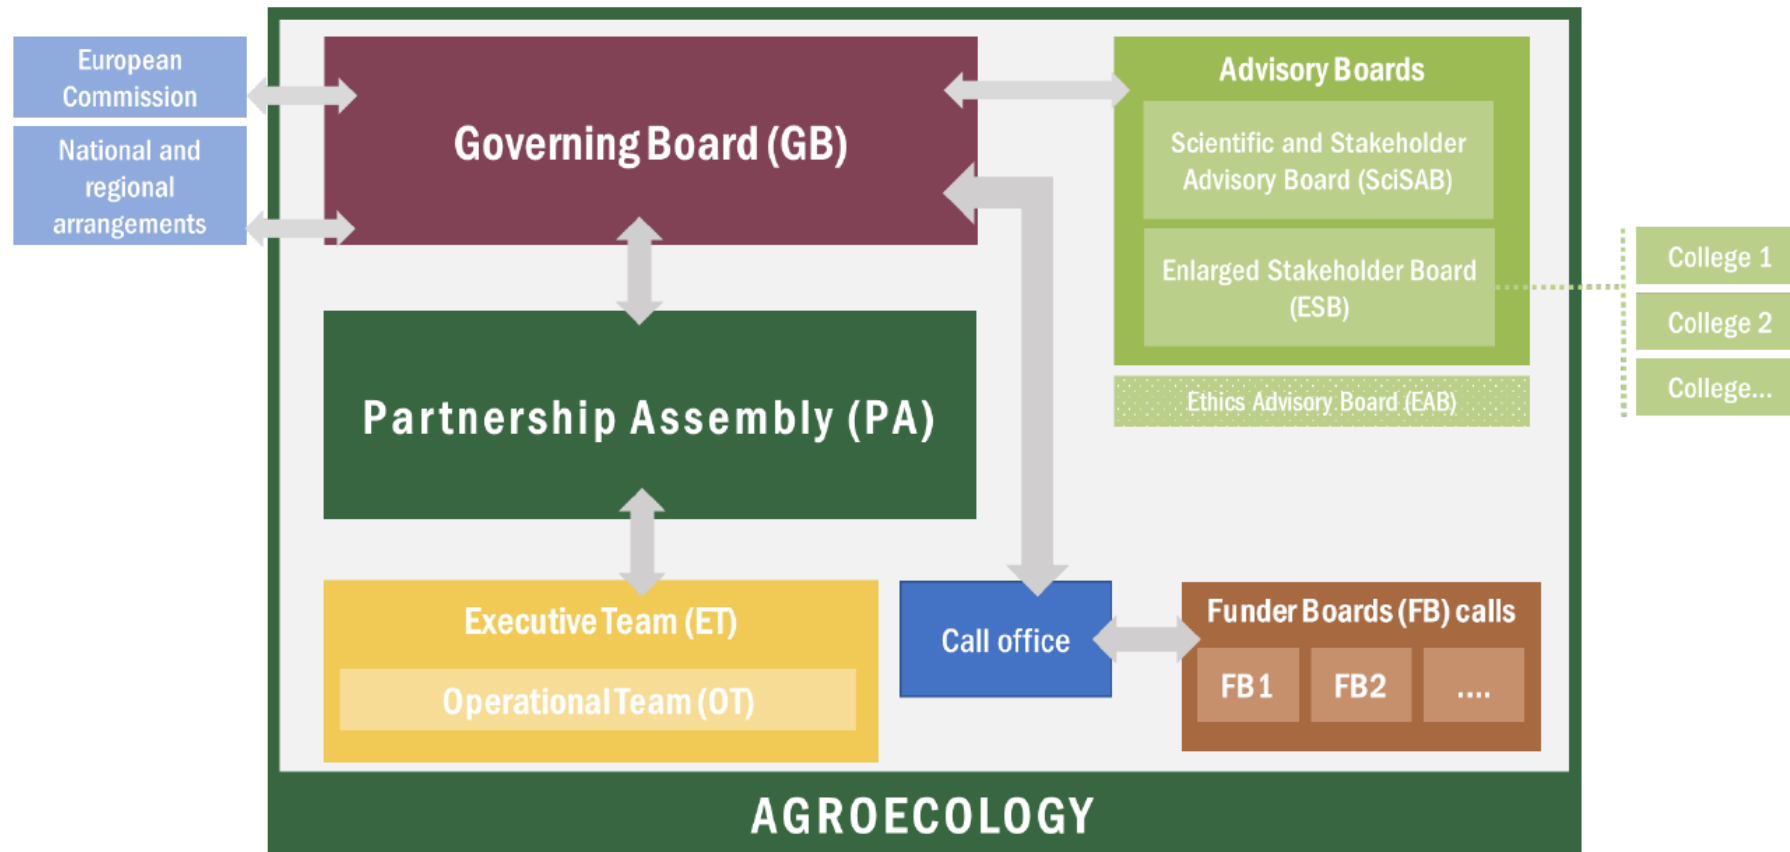 European
Commission
National and
regional
arrangements
Governing Board (GB)
Advisory Boards
Scientific and Stakeholder
Advisory Board (SciSAB)
Enlarged Stakeholder Board
(ESB)
College 1
College 2
College...
Ethics Advisory Board (EAB)
Partnership Assembly (PA)
Executive Team (ET)
Operational Team (OT)
Call office
Funder Boards (FB) calls
FB1
FB2
....
AGROECOLOGY